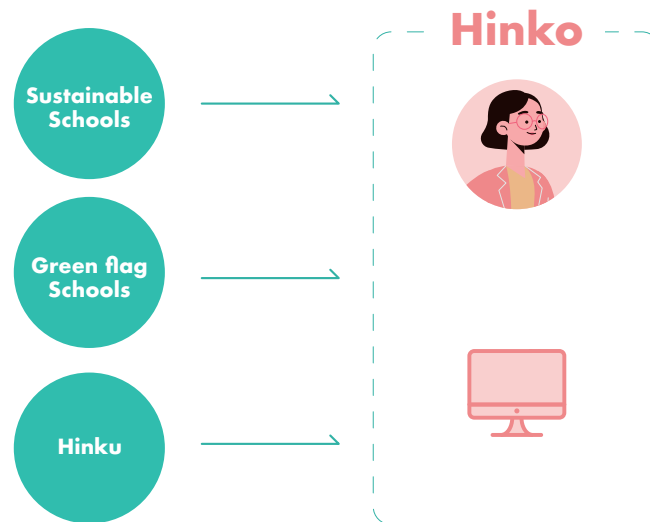 Hinko
Sustainable
Schools
Green flag
Schools
Hinku